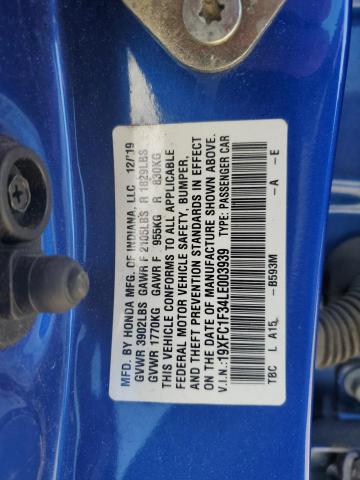 MFD. BY HONDA MFG. OF INDIANA, LLC 12/'19
GVWR 3902LBS GAWR F 2105LBS R 1829LBS
GVWR 1770KG GAWR F 955KG R 830KG
THIS VEHICLE CONFORMS TO ALL APPLICABLE
FEDERAL MOTOR VEHICLE SAFETY, BUMPER,
AND THEFT PREVENTION STANDARDS IN EFFECT
ON THE DATE OF MANUFACTURE SHOWN ABOVE.
V.I.N.:19XFC1F34LE003939 TYPE: PASSENGER CAR
TBC L A15 -B593M -A -E